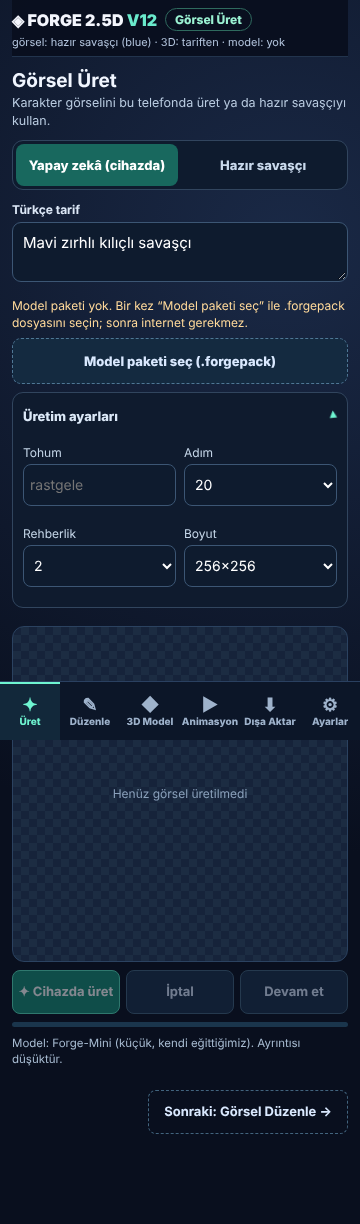 ◈ FORGE 2.5D V12 Görsel Üret
görsel: hazır savaşçı (blue) · 3D: tariften · model: yok
Görsel Üret
Karakter görselini bu telefonda üret ya da hazır savaşçıyı
kullan.
Yapay zekâ (cihazda) Hazır savaşçı
Türkçe tarif
Mavi zırhlı kılıçlı savaşçı
Model paketi yok. Bir kez “Model paketi seç” ile .forgepack
dosyasını seçin; sonra internet gerekmez.
Model paketi seç (.forgepack)
Üretim ayarları
Tohum Adım
rastgele 20
Rehberlik Boyut
2 256×256
Üret Düzenle 3D Model Animasyon Dışa Aktar Ayarlar
Henüz görsel üretilmedi
✦ Cihazda üret İptal Devam et
Model: Forge-Mini (küçük, kendi eğittiğimiz). Ayrıntısı
düşüktür.
Sonraki: Görsel Düzenle →